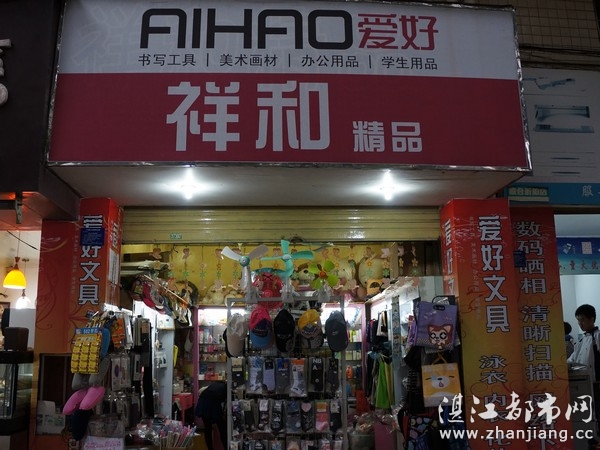 AIHAO爱好
书写工具 | 美术画材 | 办公用品 | 学生用品
祥和 精品
爱好文具
爱好文具
泳衣内
数码晒相 清晰扫描
湛江都市网
www.zhanjiang.cc